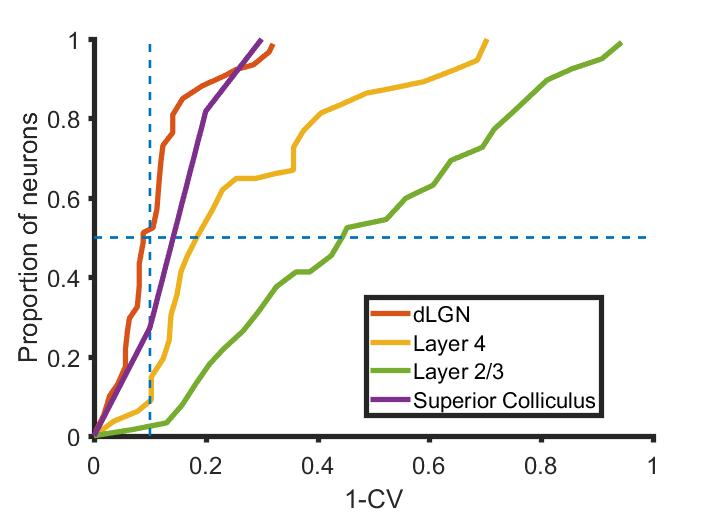 1
0.8
0.6
0.4
0.2
0
Proportion of neurons
dLGN
Layer 4
Layer 2/3
Superior Colliculus
0 0.2 0.4 0.6 0.8 1
1-CV